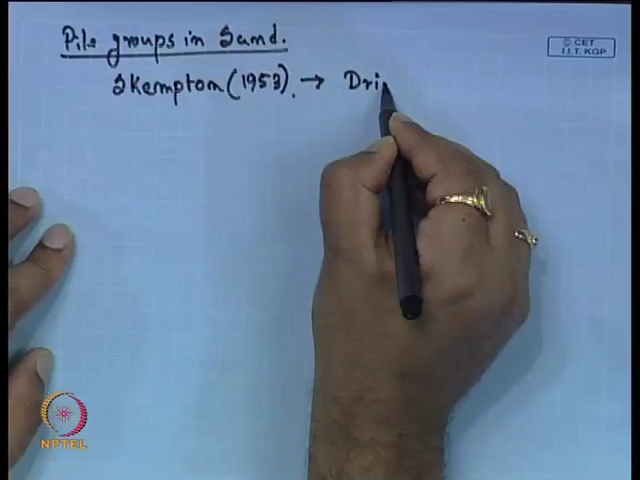 Pile groups in Sand.
Skempton (1953). → Dri
© CET
I.I.T. KGP
NPTEL